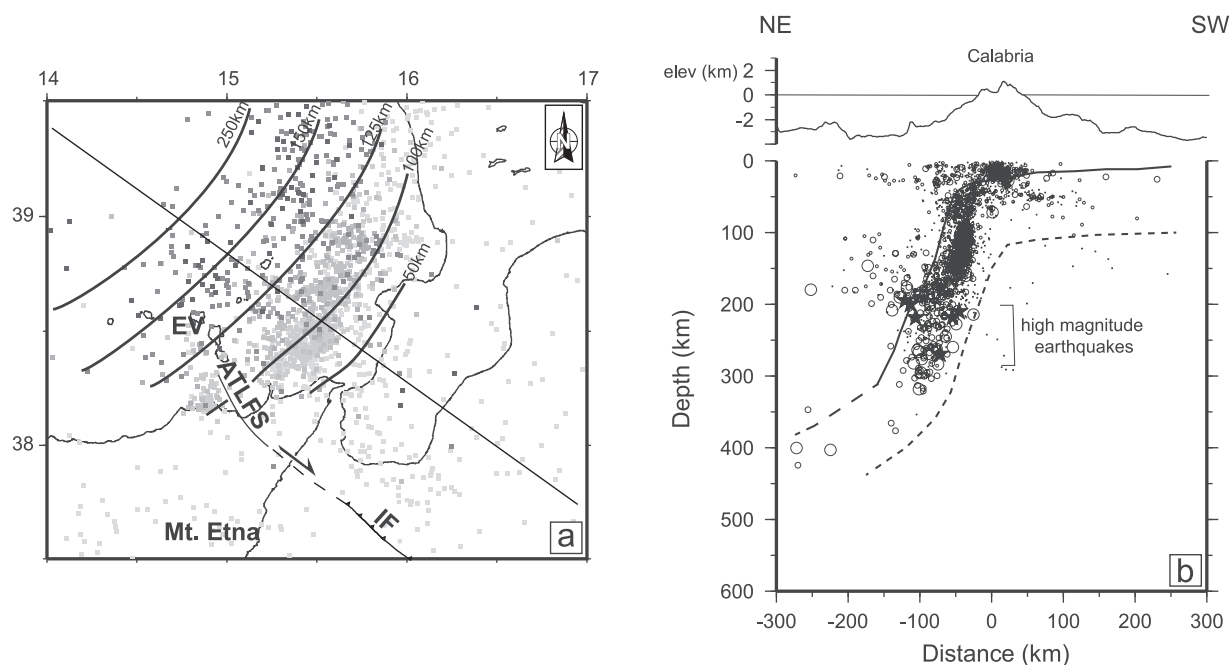 14
15
16
17
39
38
250km
150km
125km
100km
50km
N
EV
ATLFS
IF
Mt. Etna
a
NE
SW
Calabria
elev (km)
2
0
-2
0
100
200
300
400
500
600
Depth (km)
high magnitude
earthquakes
b
-300
-200
-100
0
100
200
300
Distance (km)